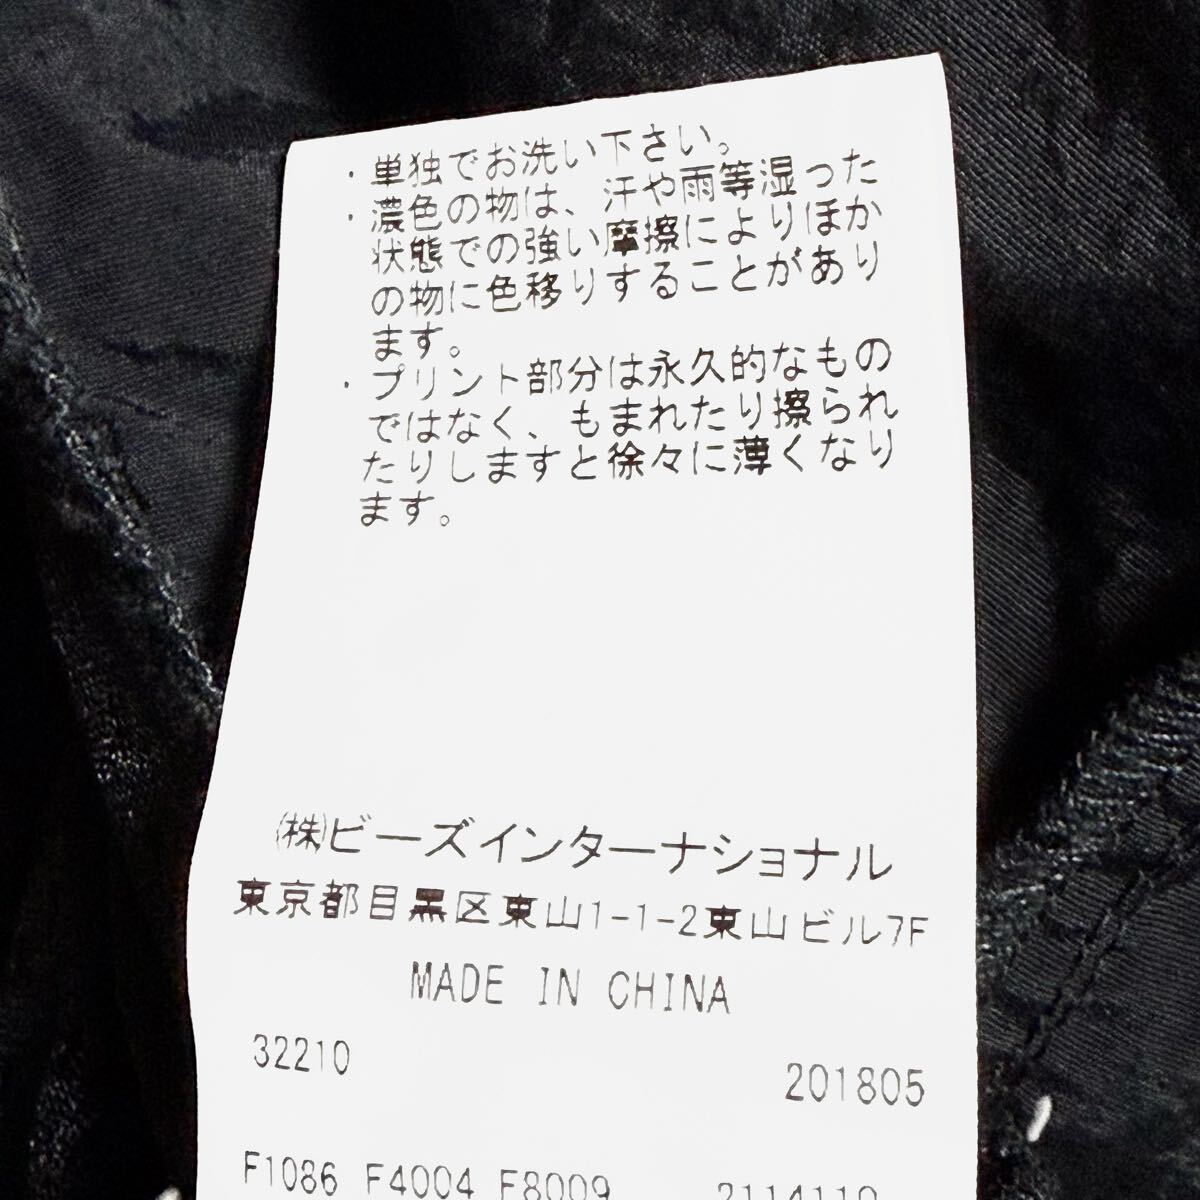 ・単独でお洗い下さい。
・濃色の物は、汗や雨等湿った
状態での強い摩擦によりほか
の物に色移りすることがあり
ます。
・プリント部分は永久的なもの
ではなく、もまれたり擦られ
たりしますと徐々に薄くなり
ます。
㈱ビーズインターナショナル
東京都目黒区東山1-1-2東山ビル7F
MADE IN CHINA
32210 201805
F1086 F4004 F8009 2114110